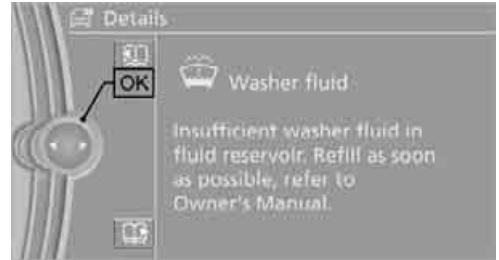 Details
OK
Washer fluid
Insufficient washer fluid in
fluid reservoir. Refill as soon
as possible, refer to
Owner's Manual.